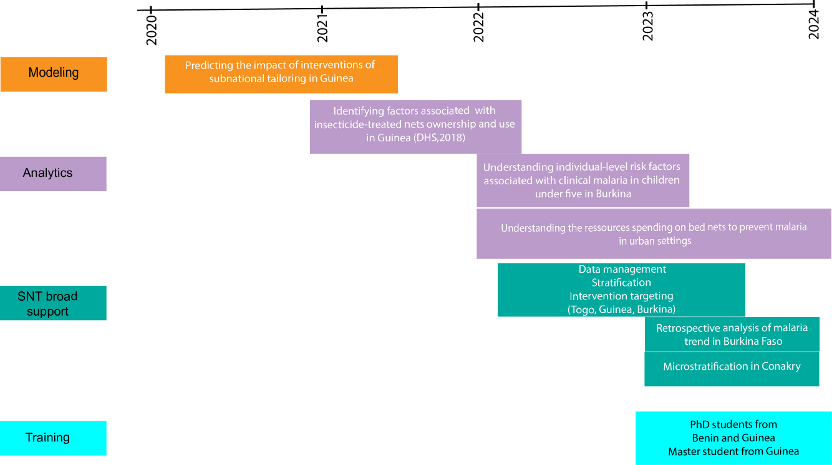 2020
2021
2022
2023
2024
Modeling
Predicting the impact of interventions of
subnational tailoring in Guinea
Identifying factors associated with
insecticide-treated nets ownership and use
in Guinea (DHS,2018)
Analytics
Understanding individual-level risk factors
associated with clinical malaria in children
under five in Burkina
Understanding the ressources spending on bed nets to prevent malaria
in urban settings
SNT broad
support
Data management
Stratification
Intervention targeting
(Togo, Guinea, Burkina)
Retrospective analysis of malaria
trend in Burkina Faso
Microstratification in Conakry
Training
PhD students from
Benin and Guinea
Master student from Guinea